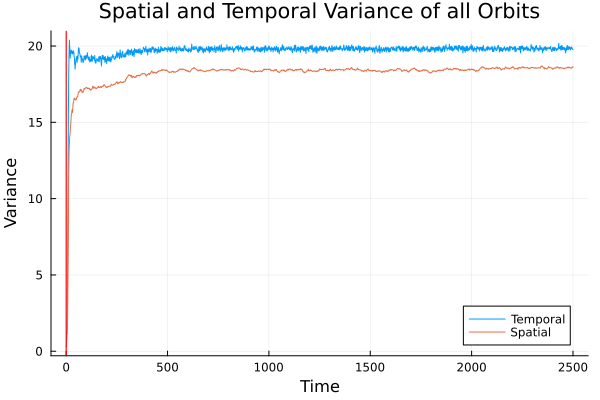 Spatial and Temporal Variance of all Orbits
20
15
10
5
0
Variance
0 500 1000 1500 2000 2500
Time
Temporal
Spatial